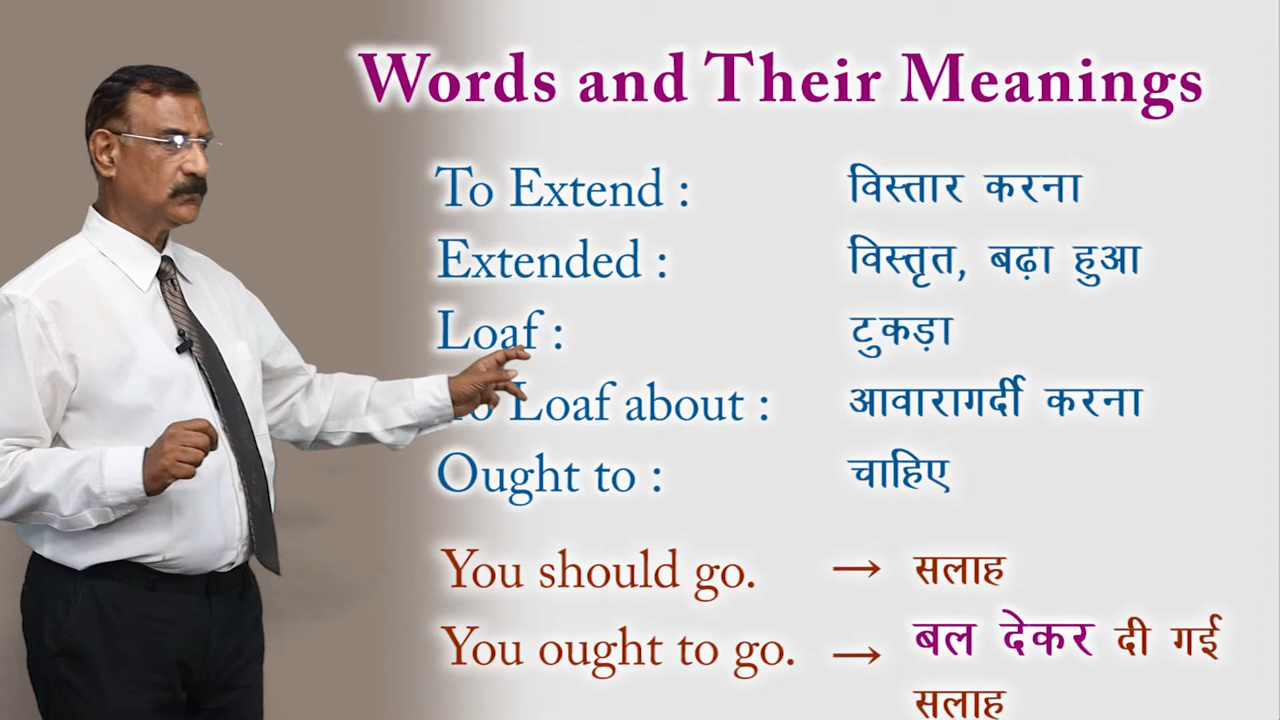 Words and Their Meanings
To Extend : विस्तार करना
Extended : विस्तृत, बढ़ा हुआ
Loaf : टुकड़ा
To Loaf about : आवारागर्दी करना
Ought to : चाहिए
You should go. → सलाह
You ought to go. → बल देकर दी गई
सलाह